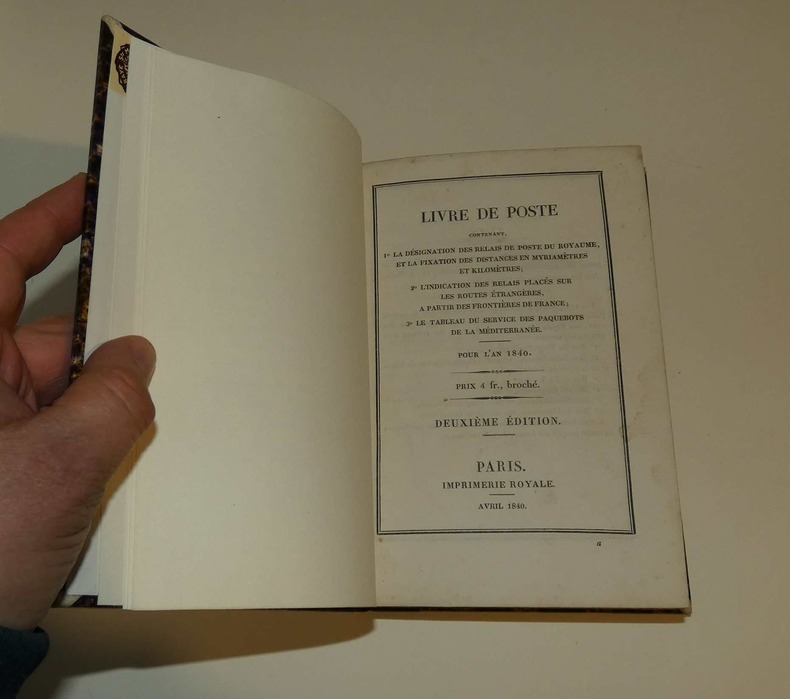 LIVRE DE POSTE
CONTENANT,
1º LA DÉSIGNATION DES RELAIS DE POSTE DU ROYAUME,
ET LA FIXATION DES DISTANCES EN MYRIAMÈTRES
ET KILOMÈTRES;
2º L'INDICATION DES RELAIS PLACÉS SUR
LES ROUTES ÉTRANGÈRES,
A PARTIR DES FRONTIÈRES DE FRANCE;
3º LE TABLEAU DU SERVICE DES PAQUEBOTS
DE LA MÉDITERRANÉE.
POUR L'AN 1840.
PRIX 4 fr., broché.
DEUXIÈME ÉDITION.
PARIS.
IMPRIMERIE ROYALE.
AVRIL 1840.
a